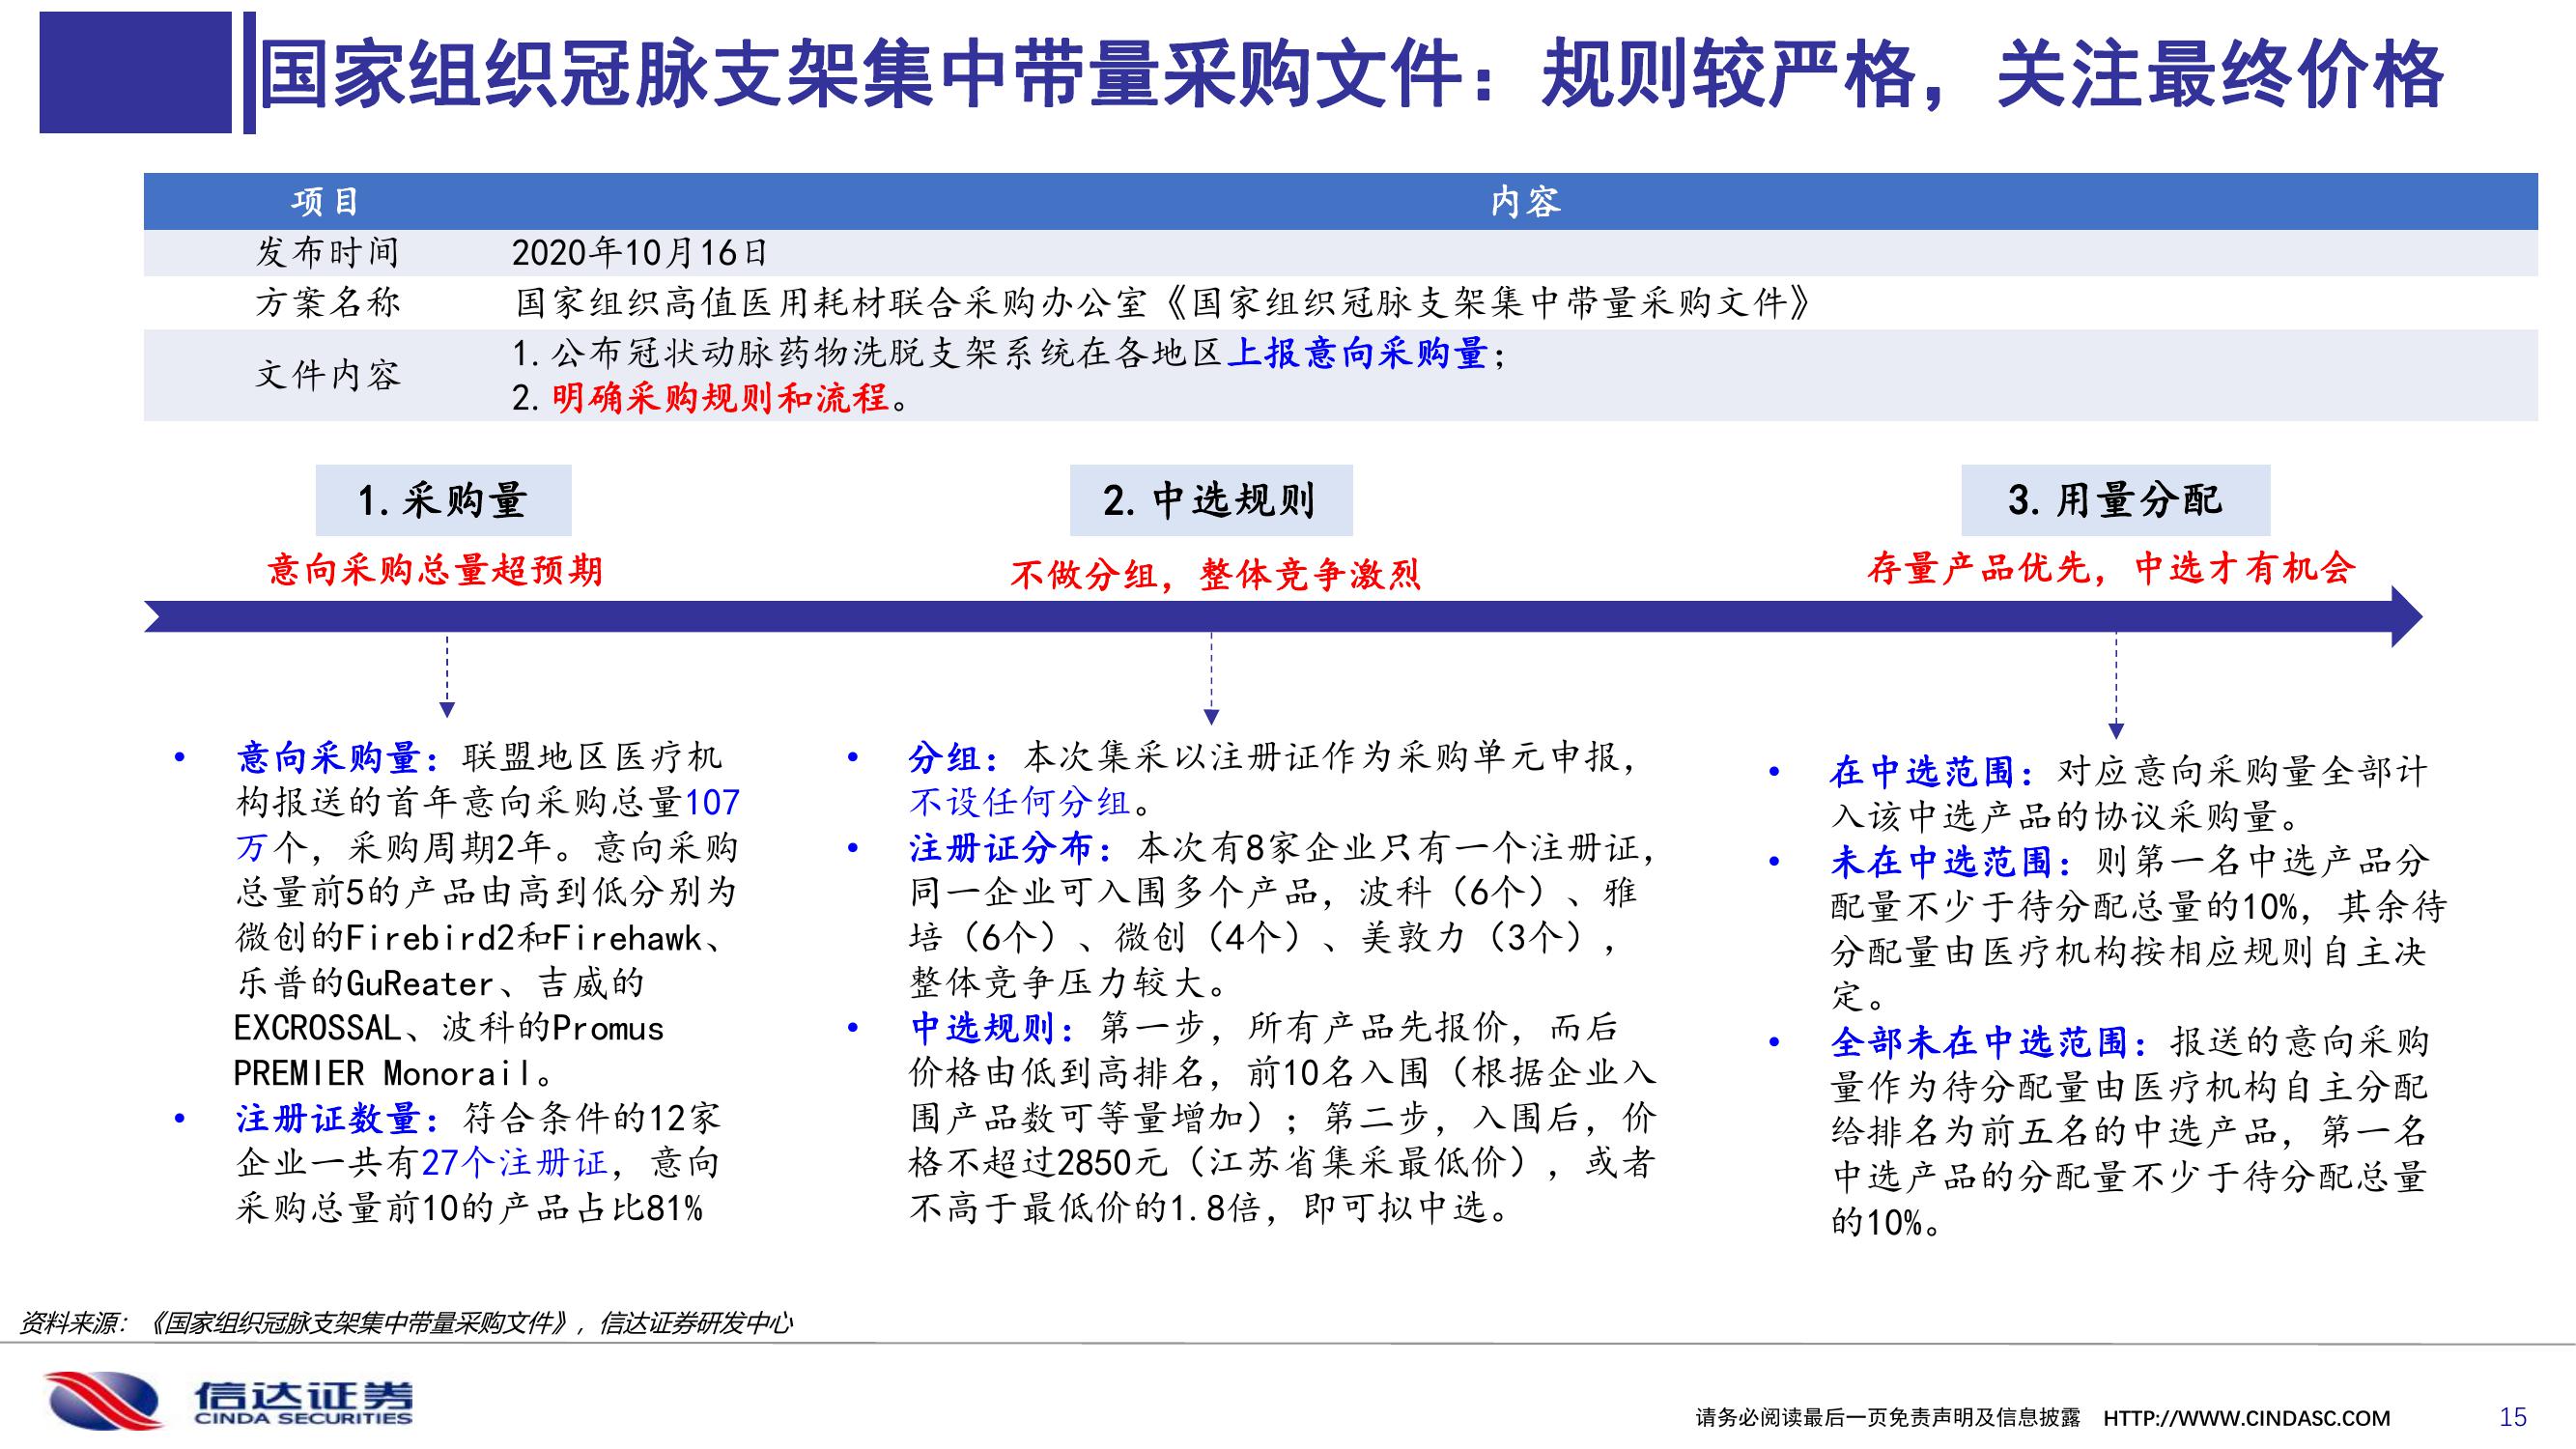 国家组织冠脉支架集中带量采购文件：规则较严格，关注最终价格
项目 内容
发布时间 2020年10月16日
方案名称 国家组织高值医用耗材联合采购办公室《国家组织冠脉支架集中带量采购文件》
文件内容
1.公布冠状动脉药物洗脱支架系统在各地区上报意向采购量；
2.明确采购规则和流程。
1.采购量
意向采购总量超预期
2.中选规则
不做分组，整体竞争激烈
3.用量分配
存量产品优先，中选才有机会
• 意向采购量：联盟地区医疗机
构报送的首年意向采购总量107
万个，采购周期2年。意向采购
总量前5的产品由高到低分别为
微创的Firebird2和Firehawk、
乐普的GuReater、吉威的
EXCROSSAL、波科的Promus
PREMIER Monorail。
• 注册证数量：符合条件的12家
企业一共有27个注册证，意向
采购总量前10的产品占比81%
• 分组：本次集采以注册证作为采购单元申报，
不设任何分组。
• 注册证分布：本次有8家企业只有一个注册证，
同一企业可入围多个产品，波科（6个）、雅
培（6个）、微创（4个）、美敦力（3个），
整体竞争压力较大。
• 中选规则：第一步，所有产品先报价，而后
价格由低到高排名，前10名入围（根据企业入
围产品数可等量增加）；第二步，入围后，价
格不超过2850元（江苏省集采最低价），或者
不高于最低价的1.8倍，即可拟中选。
• 在中选范围：对应意向采购量全部计
入该中选产品的协议采购量。
• 未在中选范围：则第一名中选产品分
配量不少于待分配总量的10%，其余待
分配量由医疗机构按相应规则自主决
定。
• 全部未在中选范围：报送的意向采购
量作为待分配量由医疗机构自主分配
给排名为前五名的中选产品，第一名
中选产品的分配量不少于待分配总量
的10%。
资料来源：《国家组织冠脉支架集中带量采购文件》，信达证券研发中心
信达证券
CINDA SECURITIES
请务必阅读最后一页免责声明及信息披露 HTTP://WWW.CINDASC.COM 15